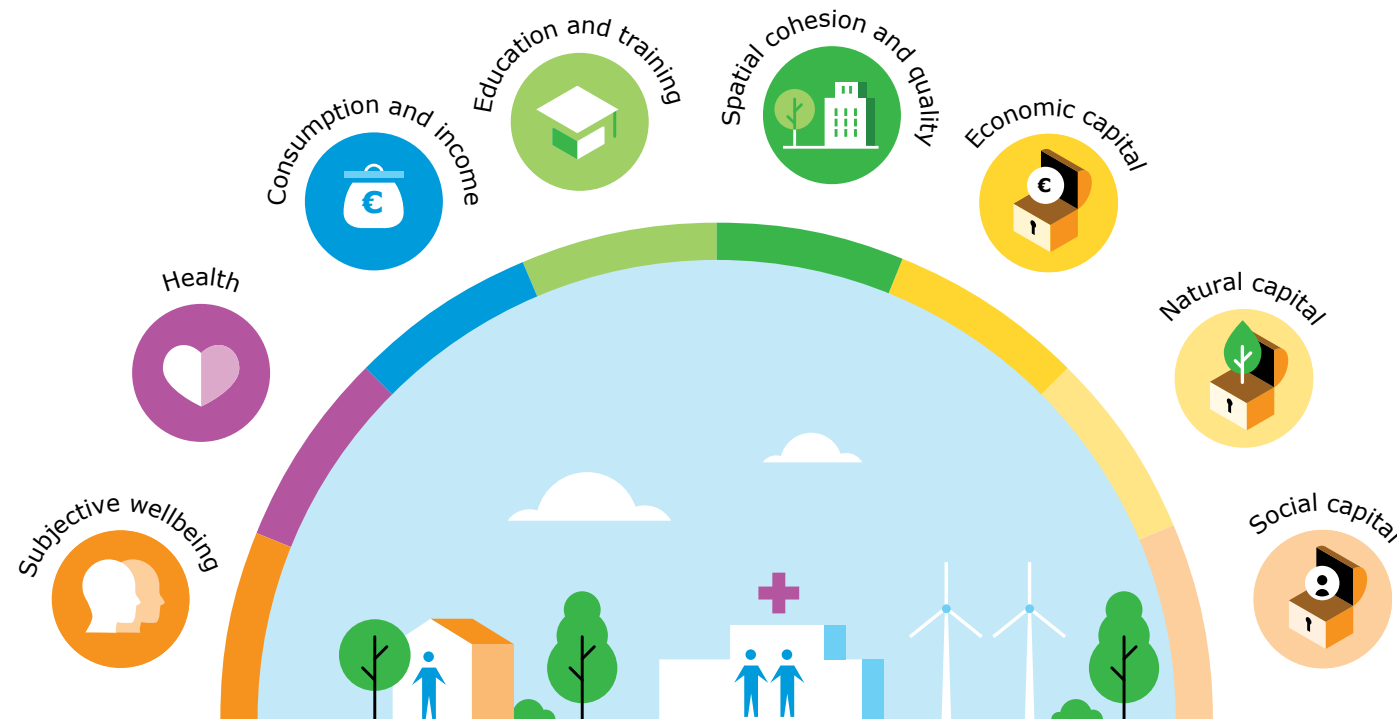 Subjective wellbeing
Health
Consumption and income
€
Education and training
Spatial cohesion and quality
Economic capital
€
Natural capital
Social capital